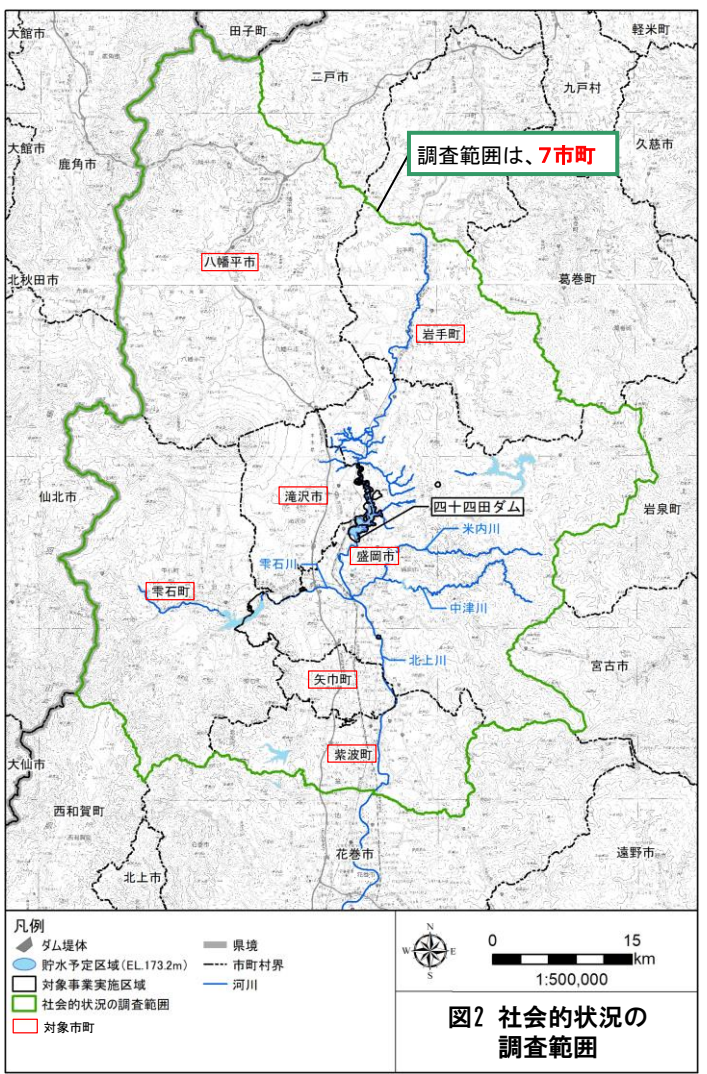 田子町
大館市
軽米町
二戸市
九戸村
調査範囲は、7市町
久慈市
大館市
鹿角市
八幡平市
北秋田市
葛巻町
岩手町
仙北市
滝沢市
四十四田ダム
岩泉町
米内川
盛岡市
雫石川
雫石町
中津川
北上川
宮古市
矢巾町
紫波町
大仙市
西和賀町
花巻市
遠野市
北上市
凡例
ダム堤体
貯水予定区域(EL.173.2m)
対象事業実施区域
社会的状況の調査範囲
対象市町
県境
市町村界
河川
N
W E
S
0 15
km
1:500,000
図2 社会的状況の
調査範囲